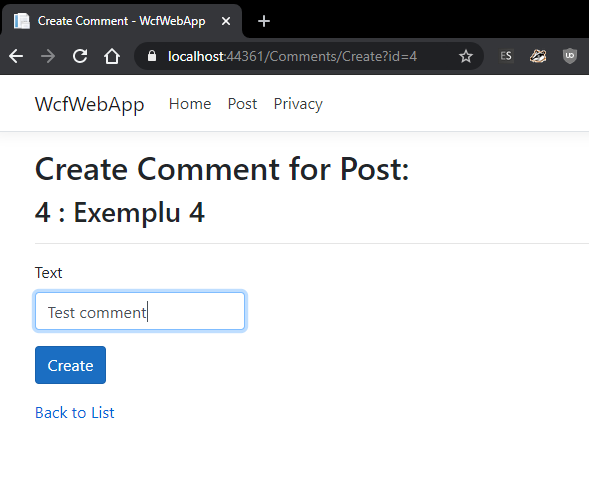 Create Comment - WcfWebApp
localhost:44361/Comments/Create?id=4
ES
UD
WcfWebApp Home Post Privacy
Create Comment for Post:
4 : Exemplu 4
Text
Test comment
Create
Back to List